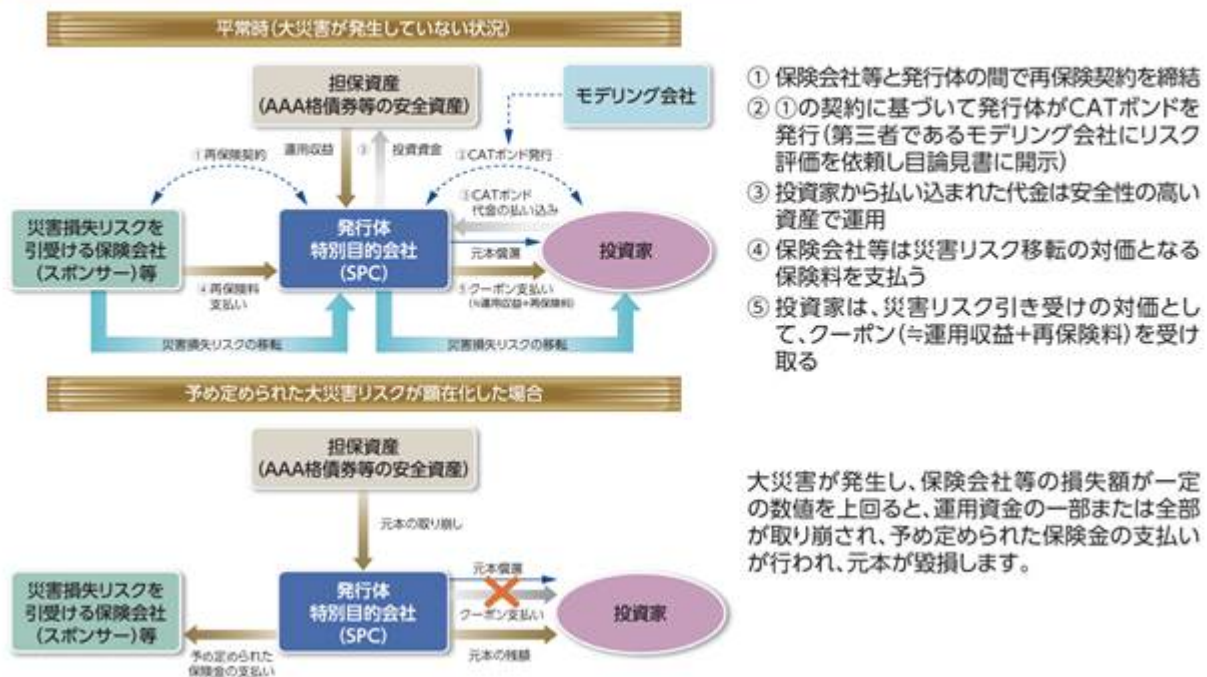 平常時(大災害が発生していない状況)
担保資産
(AAA格債券等の安全資産)
モデリング会社
①再保険契約
運用収益
③
投資資金
②CATボンド発行
③CATボンド
代金の払い込み
災害損失リスクを
引受ける保険会社
(スポンサー)等
発行体
特別目的会社
(SPC)
投資家
元本償還
④再保険料
支払い
⑤クーポン支払い
(≒運用収益+再保険料)
災害損失リスクの移転
災害損失リスクの移転
① 保険会社等と発行体の間で再保険契約を締結
② ①の契約に基づいて発行体がCATボンドを
発行(第三者であるモデリング会社にリスク
評価を依頼し目論見書に開示)
③ 投資家から払い込まれた代金は安全性の高い
資産で運用
④ 保険会社等は災害リスク移転の対価となる
保険料を支払う
⑤ 投資家は、災害リスク引き受けの対価とし
て、クーポン(≒運用収益+再保険料)を受け
取る
予め定められた大災害リスクが顕在化した場合
担保資産
(AAA格債券等の安全資産)
元本の取り崩し
災害損失リスクを
引受ける保険会社
(スポンサー)等
発行体
特別目的会社
(SPC)
元本償還
クーポン支払い
投資家
予め定められた
保険金の支払い
元本の残額
大災害が発生し、保険会社等の損失額が一定
の数値を上回ると、運用資金の一部または全部
が取り崩され、予め定められた保険金の支払い
が行われ、元本が毀損します。